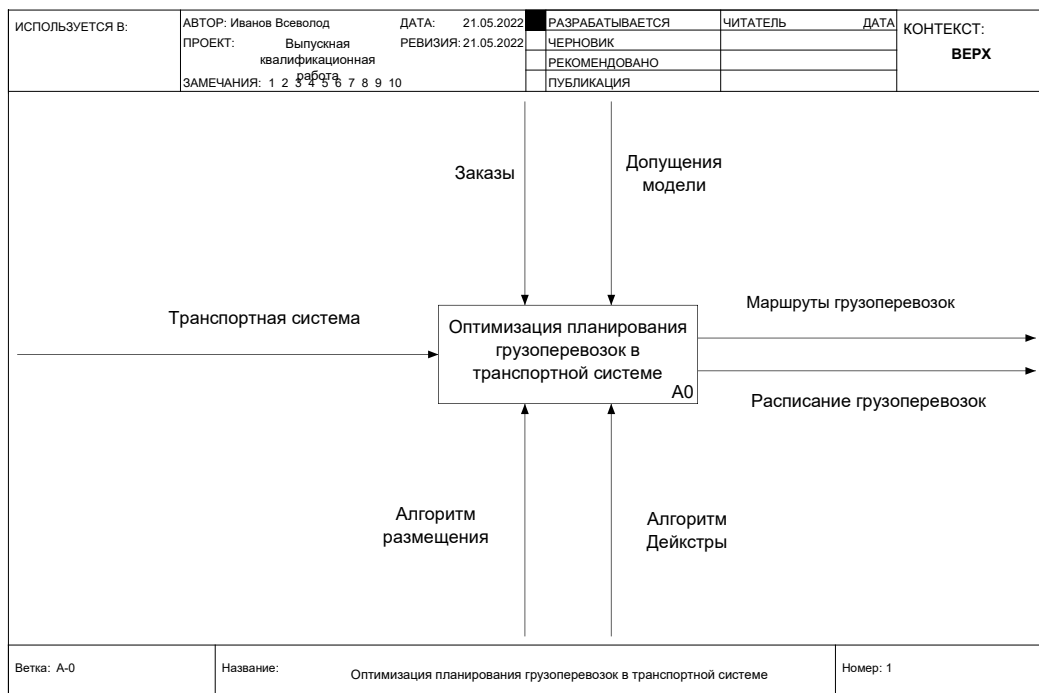 ИСПОЛЬЗУЕТСЯ В:
АВТОР: Иванов Всеволод
ДАТА: 21.05.2022
ПРОЕКТ: Выпускная
квалификационная
работа
РЕВИЗИЯ: 21.05.2022
ЗАМЕЧАНИЯ: 1 2 3 4 5 6 7 8 9 10
РАЗРАБАТЫВАЕТСЯ
ЧЕРНОВИК
РЕКОМЕНДОВАНО
ПУБЛИКАЦИЯ
ЧИТАТЕЛЬ
ДАТА
КОНТЕКСТ:
ВЕРХ
Заказы
Допущения
модели
Транспортная система
Оптимизация планирования
грузоперевозок в
транспортной системе
A0
Маршруты грузоперевозок
Расписание грузоперевозок
Алгоритм
размещения
Алгоритм
Дейкстры
Ветка: A-0
Название:
Оптимизация планирования грузоперевозок в транспортной системе
Номер: 1